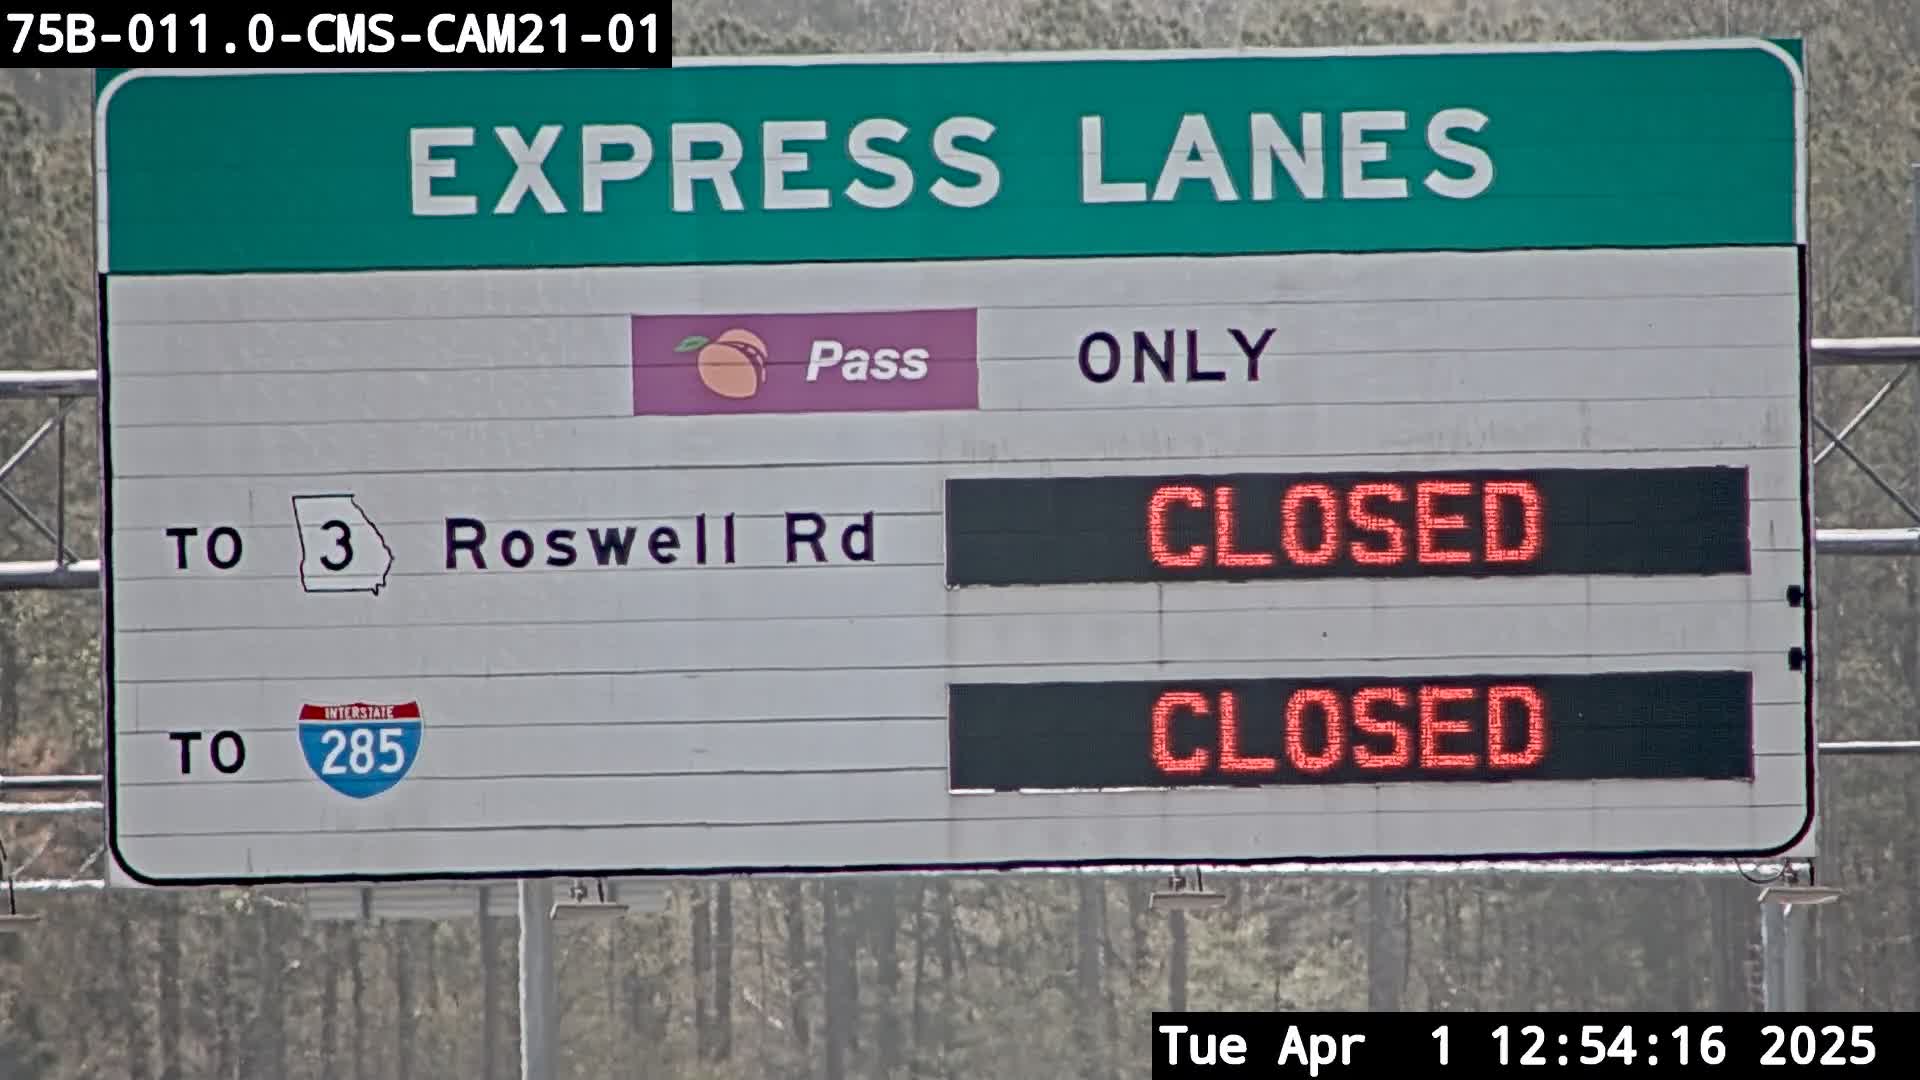 75B-011.0-CMS-CAM21-01
EXPRESS LANES
Pass ONLY
TO 3 Roswell Rd CLOSED
INTERSTATE
TO 285 CLOSED
Tue Apr 1 12:54:16 2025